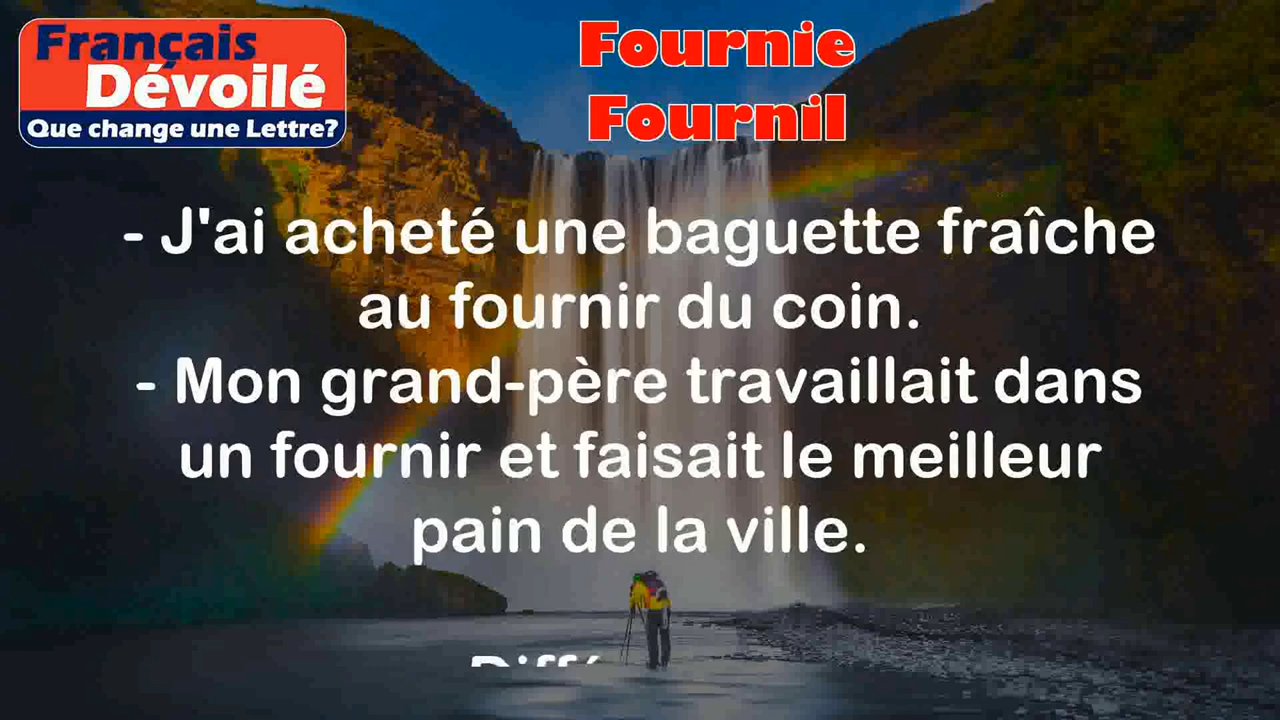 Français
Dévoilé
Que change une Lettre?
Fournie
Fournil
- J'ai acheté une baguette fraîche
au fournir du coin.
- Mon grand-père travaillait dans
un fournir et faisait le meilleur
pain de la ville.